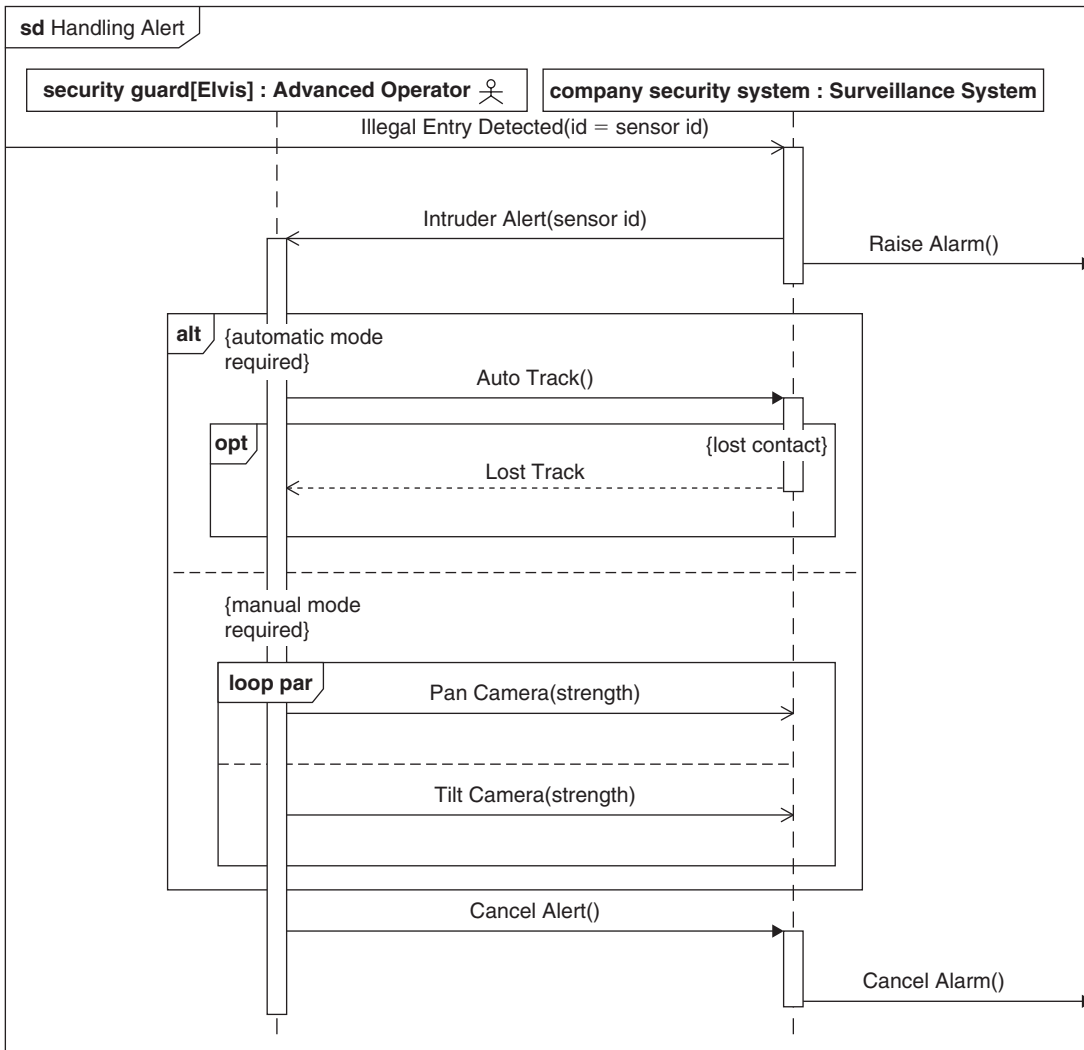 sd Handling Alert
security guard[Elvis] : Advanced Operator
company security system : Surveillance System
Illegal Entry Detected(id = sensor id)
Intruder Alert(sensor id)
Raise Alarm()
alt
{automatic mode
required}
Auto Track()
opt
{lost contact}
Lost Track
{manual mode
required}
loop par
Pan Camera(strength)
Tilt Camera(strength)
Cancel Alert()
Cancel Alarm()